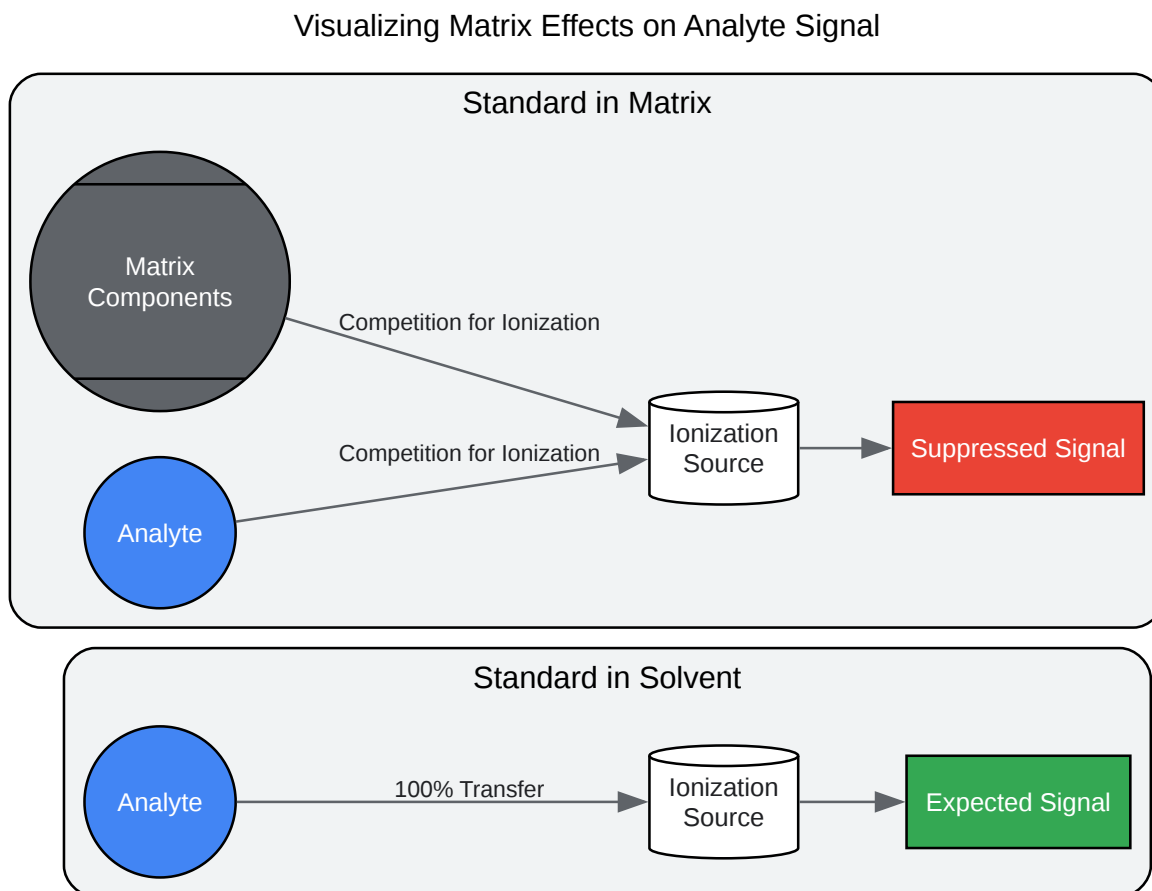 Visualizing Matrix Effects on Analyte Signal
Standard in Matrix
Matrix
Components
Competition for Ionization
Competition for Ionization
Ionization
Source
Suppressed Signal
Analyte
Standard in Solvent
Analyte
100% Transfer
Ionization
Source
Expected Signal